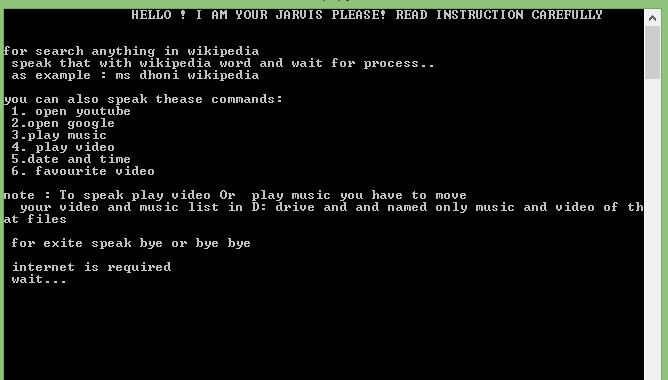 HELLO ! I AM YOUR JARVIS PLEASE! READ INSTRUCTION CAREFULLY
for search anything in wikipedia
speak that with wikipedia word and wait for process..
as example : ms dhoni wikipedia
you can also speak thease commands:
1. open youtube
2.open google
3.play music
4. play video
5.date and time
6. favourite video
note : To speak play video Or  play music you have to move
your video and music list in D: drive and and named only music and video of th
at files
for exite speak bye or bye bye
internet is required
wait...